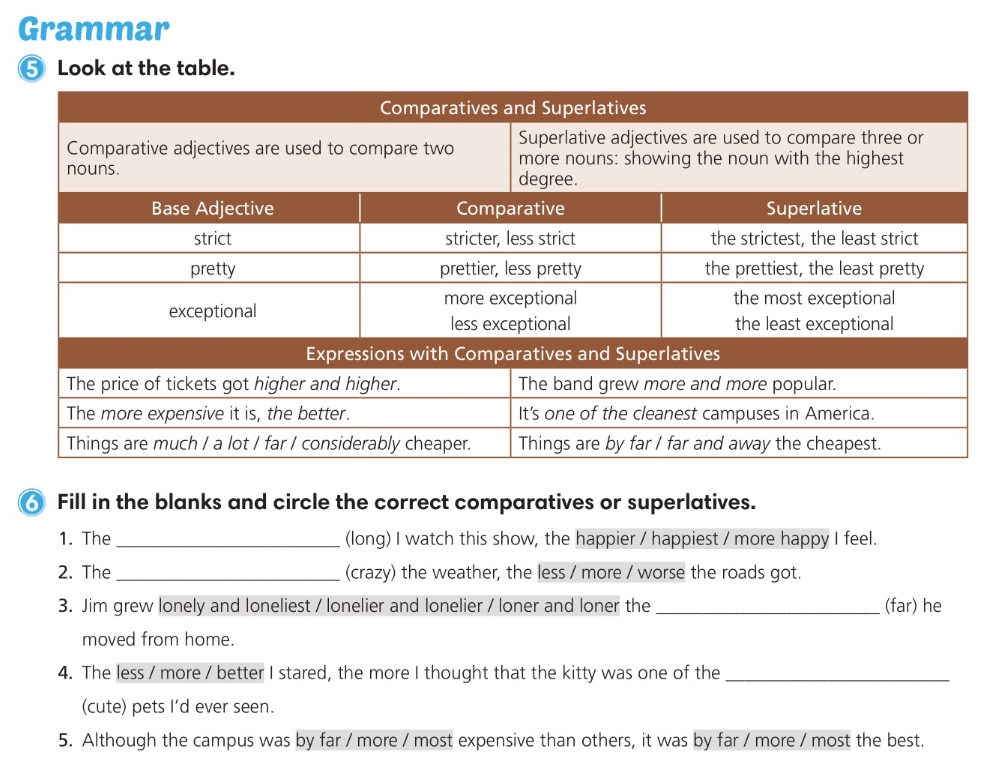 Grammar
5 Look at the table.
Comparatives and Superlatives
Comparative adjectives are used to compare two
nouns.
Superlative adjectives are used to compare three or
more nouns: showing the noun with the highest
degree.
Base Adjective Comparative Superlative
strict stricter, less strict the strictest, the least strict
pretty prettier, less pretty the prettiest, the least pretty
exceptional
more exceptional
less exceptional
the most exceptional
the least exceptional
Expressions with Comparatives and Superlatives
The price of tickets got higher and higher. The band grew more and more popular.
The more expensive it is, the better. It's one of the cleanest campuses in America.
Things are much / a lot / far / considerably cheaper. Things are by far / far and away the cheapest.
6 Fill in the blanks and circle the correct comparatives or superlatives.
1. The ______________________ (long) I watch this show, the happier / happiest / more happy I feel.
2. The ______________________ (crazy) the weather, the less / more / worse the roads got.
3. Jim grew lonely and loneliest / lonelier and lonelier / loner and loner the ______________________ (far) he
moved from home.
4. The less / more / better I stared, the more I thought that the kitty was one of the ______________________
(cute) pets I'd ever seen.
5. Although the campus was by far / more / most expensive than others, it was by far / more / most the best.